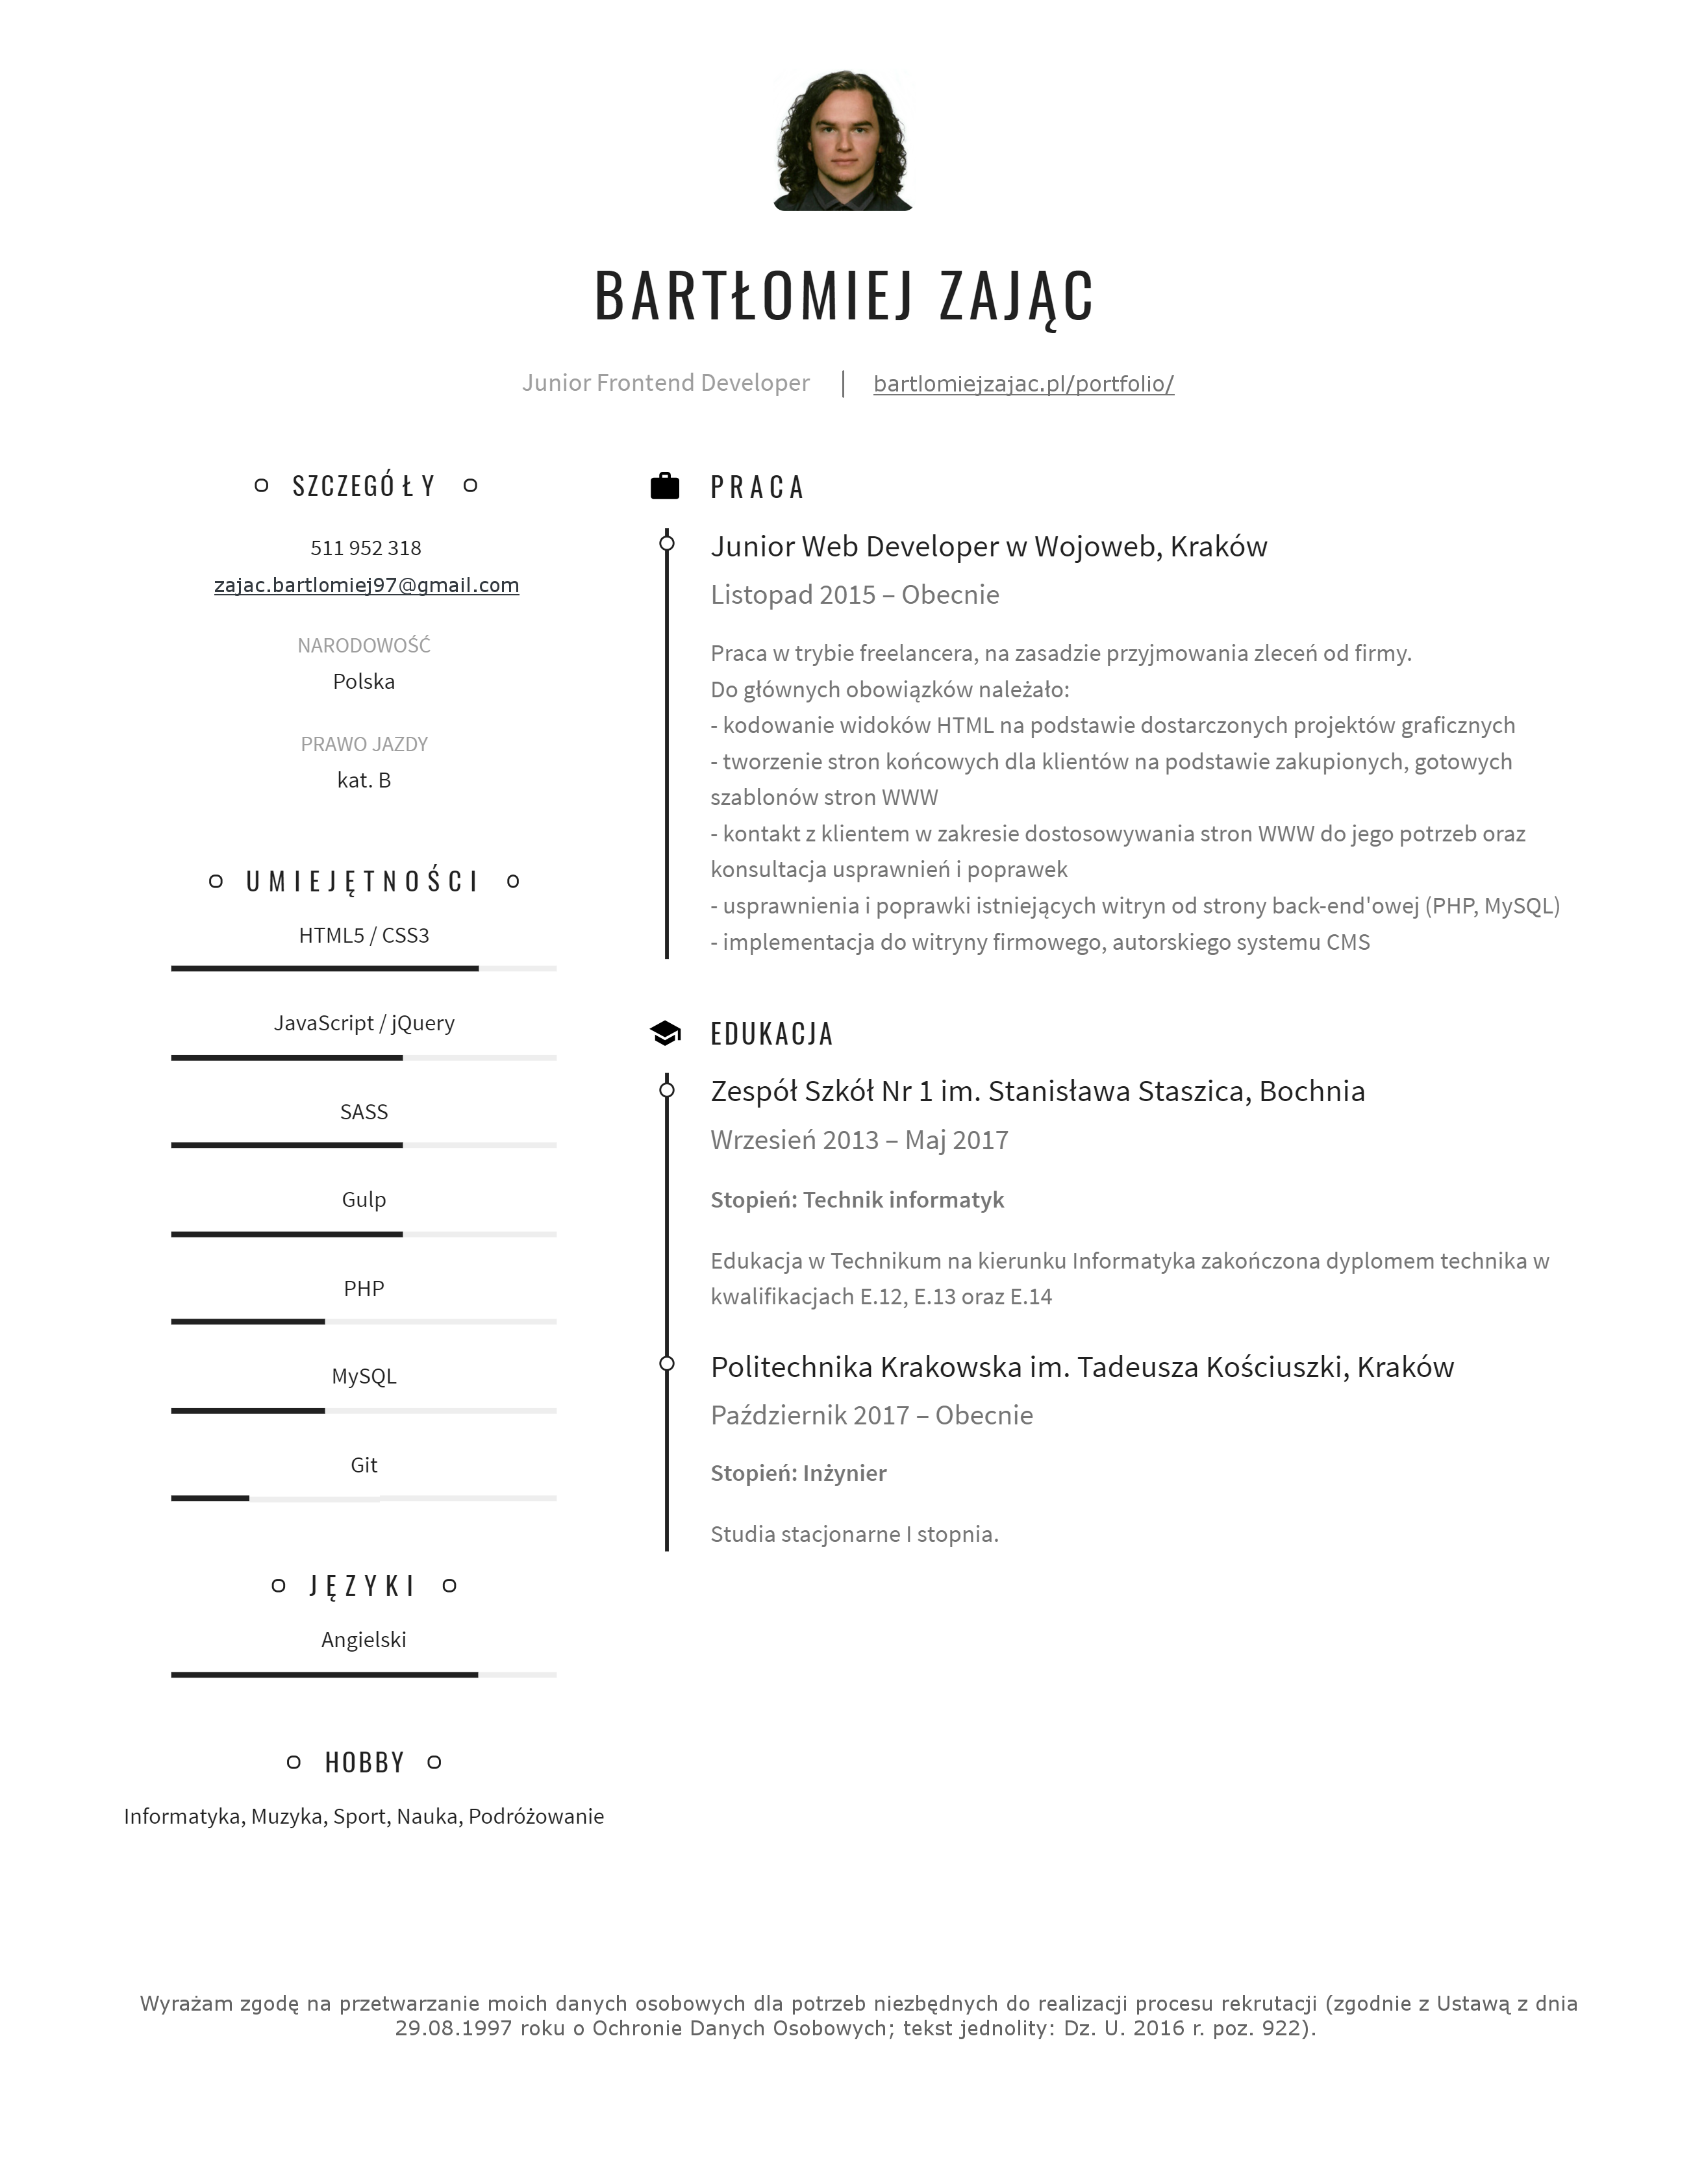 BARTŁOMIEJ ZAJĄC
Junior Frontend Developer | bartlomiejzajac.pl/portfolio/
SZCZEGÓŁY
511 952 318
zajac.bartlomiej97@gmail.com
NARODOWOŚĆ
Polska
PRAWO JAZDY
kat. B
UMIEJĘTNOŚCI
HTML5 / CSS3
JavaScript / jQuery
SASS
Gulp
PHP
MySQL
Git
JĘZYKI
Angielski
HOBBY
Informatyka, Muzyka, Sport, Nauka, Podróżowanie
PRACA
Junior Web Developer w Wojoweb, Kraków
Listopad 2015 – Obecnie
Praca w trybie freelancera, na zasadzie przyjmowania zleceń od firmy.
Do głównych obowiązków należało:
- kodowanie widoków HTML na podstawie dostarczonych projektów graficznych
- tworzenie stron końcowych dla klientów na podstawie zakupionych, gotowych
szablonów stron WWW
- kontakt z klientem w zakresie dostosowywania stron WWW do jego potrzeb oraz
konsultacja usprawnień i poprawek
- usprawnienia i poprawki istniejących witryn od strony back-end'owej (PHP, MySQL)
- implementacja do witryny firmowego, autorskiego systemu CMS
EDUKACJA
Zespół Szkół Nr 1 im. Stanisława Staszica, Bochnia
Wrzesień 2013 – Maj 2017
Stopień: Technik informatyk
Edukacja w Technikum na kierunku Informatyka zakończona dyplomem technika w
kwalifikacjach E.12, E.13 oraz E.14
Politechnika Krakowska im. Tadeusza Kościuszki, Kraków
Październik 2017 – Obecnie
Stopień: Inżynier
Studia stacjonarne I stopnia.
Wyrażam zgodę na przetwarzanie moich danych osobowych dla potrzeb niezbędnych do realizacji procesu rekrutacji (zgodnie z Ustawą z dnia
29.08.1997 roku o Ochronie Danych Osobowych; tekst jednolity: Dz. U. 2016 r. poz. 922).